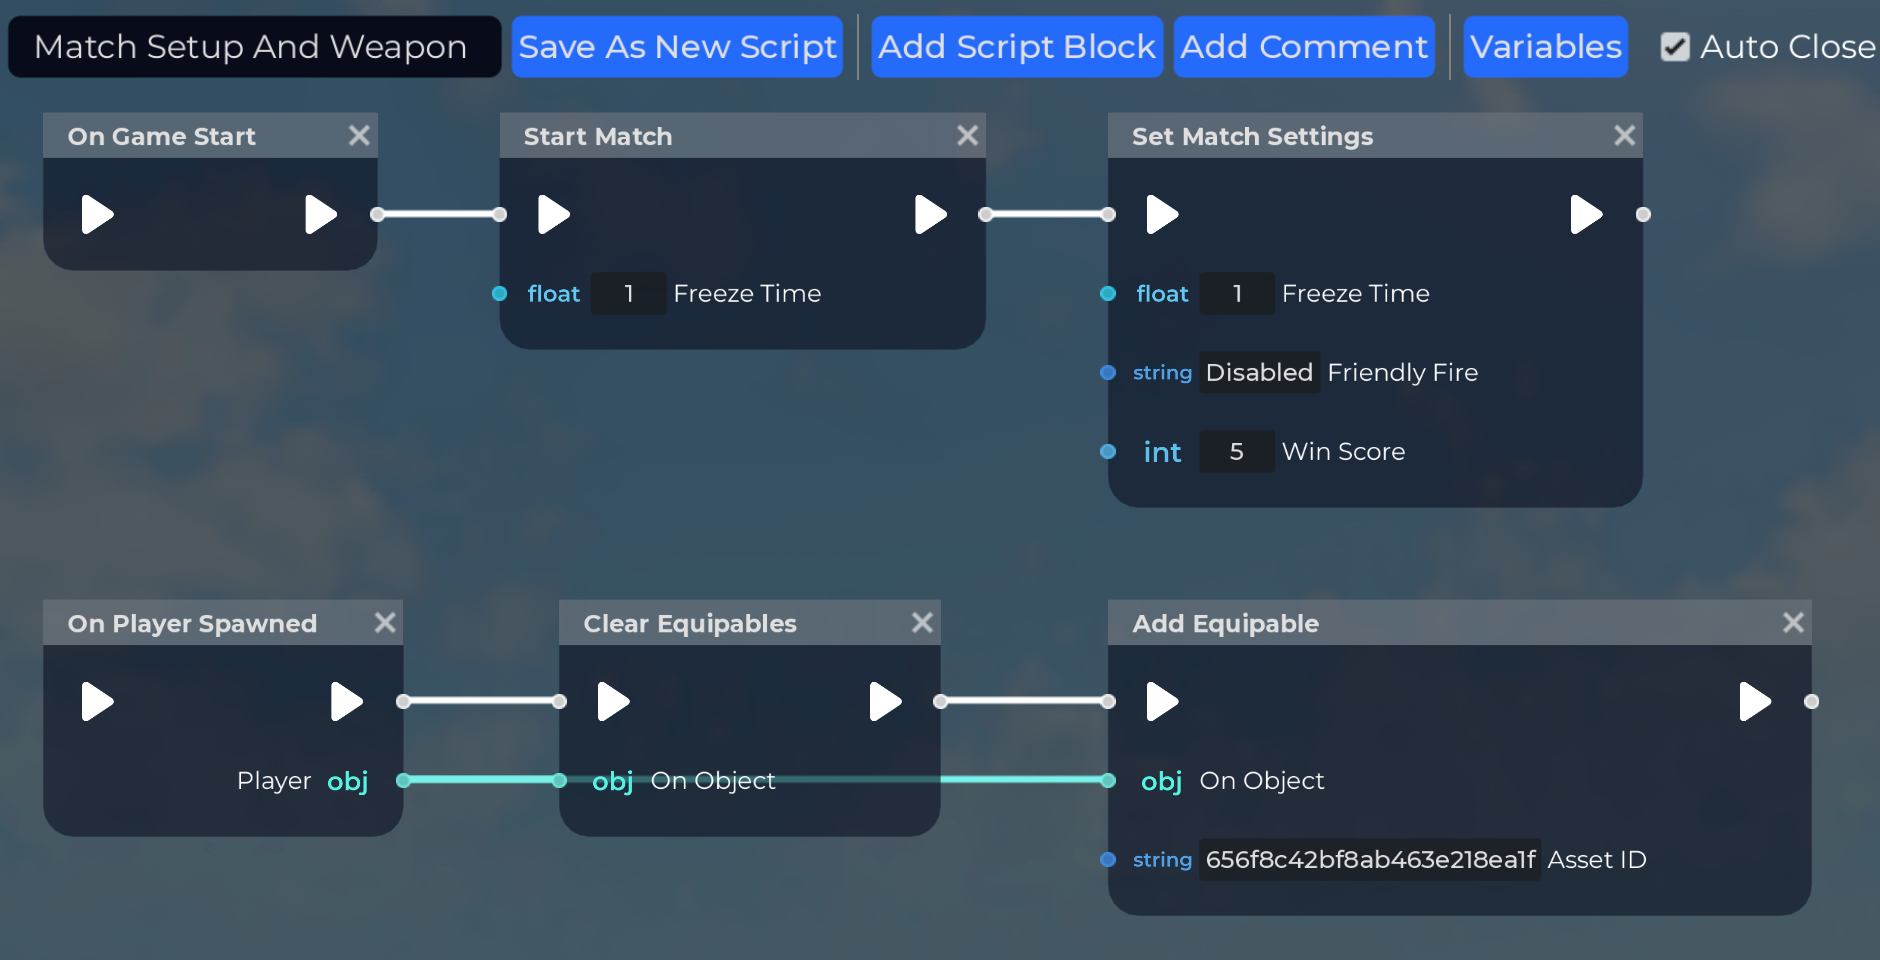 Match Setup And Weapon Save As New Script Add Script Block Add Comment Variables Auto Close
On Game Start Start Match Set Match Settings
float 1 Freeze Time float 1 Freeze Time
string Disabled Friendly Fire
int 5 Win Score
On Player Spawned Clear Equipables Add Equipable
Player obj obj On Object obj On Object
string 656f8c42bf8ab463e218ea1f Asset ID